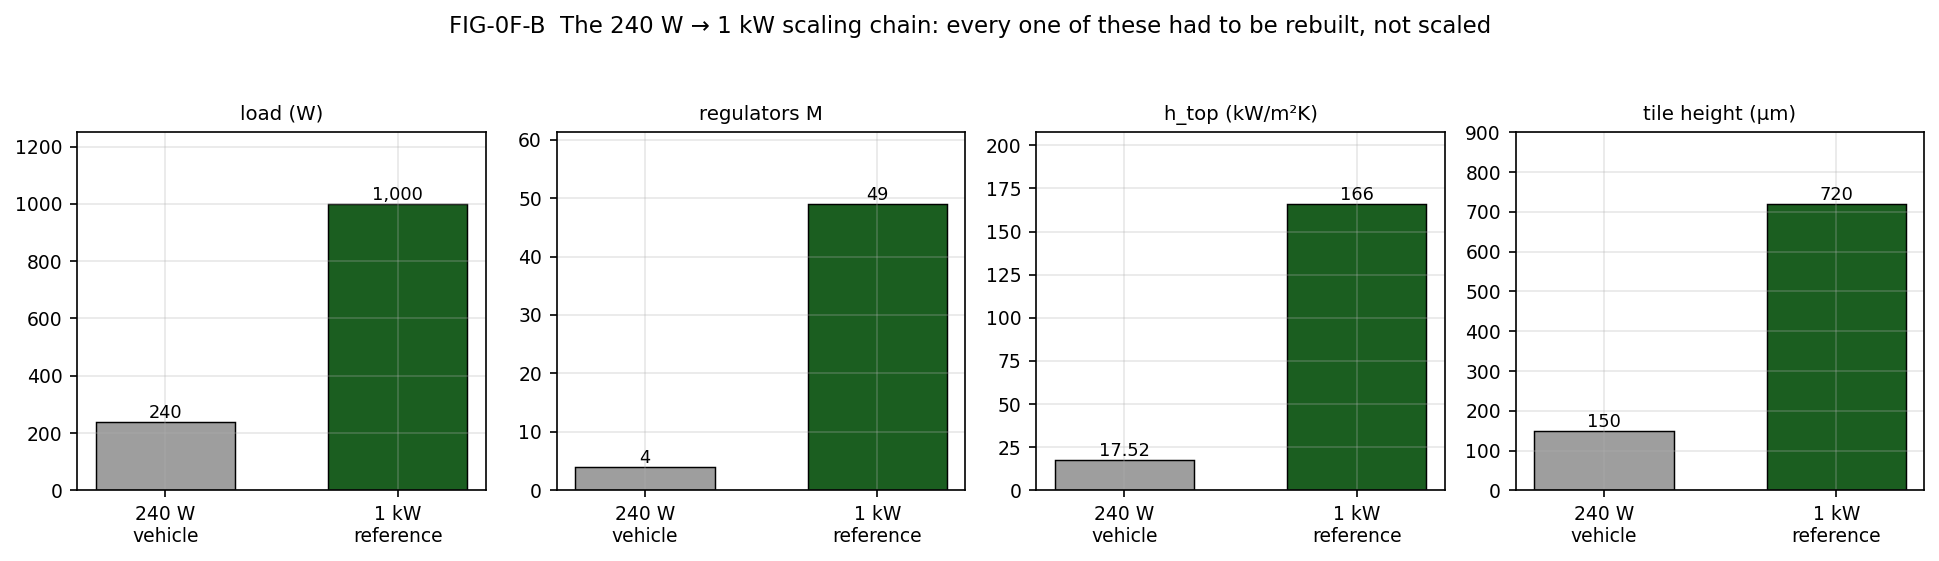 FIG-0F-B  The 240 W → 1 kW scaling chain: every one of these had to be rebuilt, not scaled
load (W)
1200
1000
800
600
400
200
0
240
1,000
240 W
vehicle
1 kW
reference
regulators M
60
50
40
30
20
10
0
4
49
240 W
vehicle
1 kW
reference
h_top (kW/m²K)
200
175
150
125
100
75
50
25
0
17.52
166
240 W
vehicle
1 kW
reference
tile height (µm)
900
800
700
600
500
400
300
200
100
0
150
720
240 W
vehicle
1 kW
reference